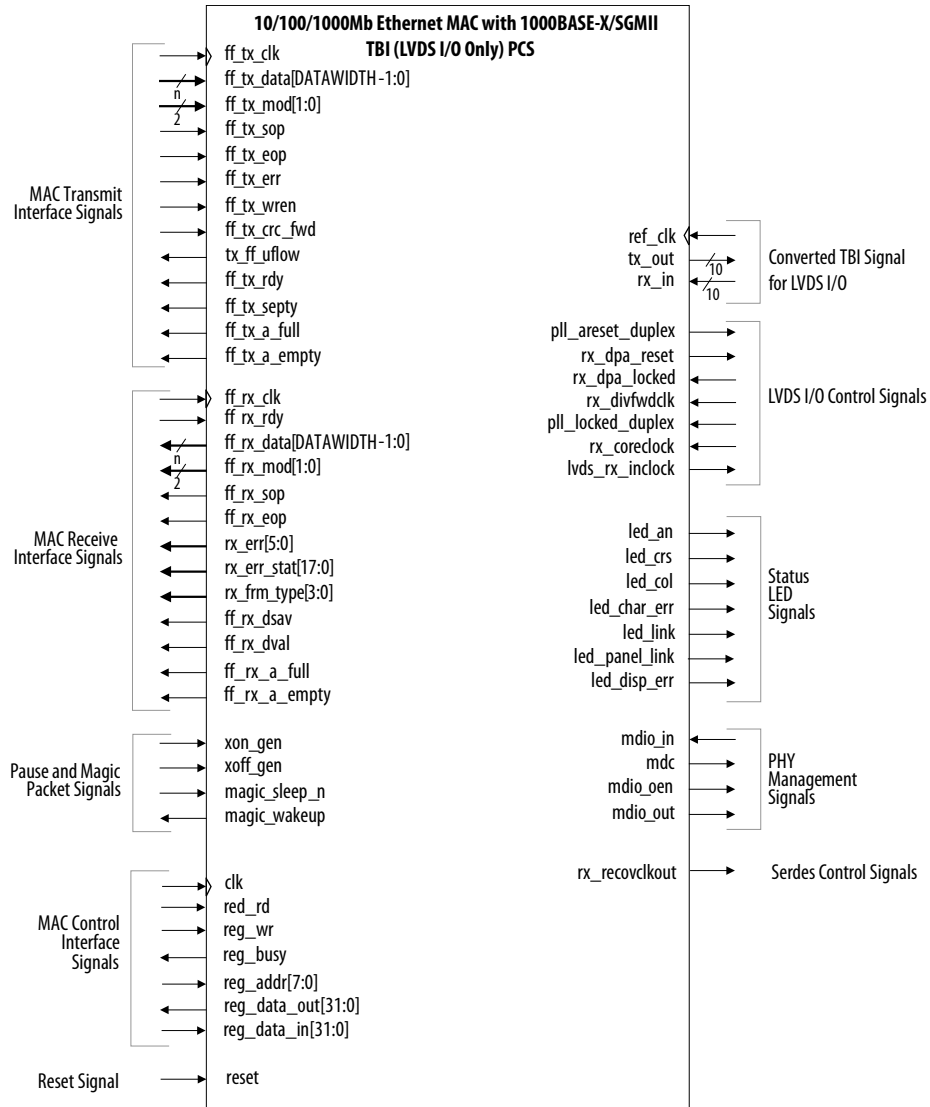 10/100/1000Mb Ethernet MAC with 1000BASE-X/SGMII
TBI (LVDS I/O Only) PCS
MAC Transmit
Interface Signals
ff_tx_clk
ff_tx_data[DATAWIDTH-1:0]
n
ff_tx_mod[1:0]
2
ff_tx_sop
ff_tx_eop
ff_tx_err
ff_tx_wren
ff_tx_crc_fwd
tx_ff_uflow
ff_tx_rdy
ff_tx_septy
ff_tx_a_full
ff_tx_a_empty
MAC Receive
Interface Signals
ff_rx_clk
ff rx_rdy
ff_rx_data[DATAWIDTH-1:0]
n
ff_rx_mod[1:0]
2
ff_rx_sop
ff_rx_eop
rx_err[5:0]
rx_err_stat[17:0]
rx_frm_type[3:0]
ff_rx_dsav
ff_rx_dval
ff_rx_a_full
ff_rx_a_empty
Pause and Magic
Packet Signals
xon_gen
xoff_gen
magic_sleep_n
magic_wakeup
MAC Control
Interface
Signals
clk
red_rd
reg_wr
reg_busy
reg_addr[7:0]
reg_data_out[31:0]
reg_data_in[31:0]
Reset Signal
reset
ref_clk
tx_out
10
rx_in
10
Converted TBI Signal
for LVDS I/O
pll_areset_duplex
rx_dpa_reset
rx_dpa_locked
rx_divfwdclk
pll_locked_duplex
rx_coreclock
lvds_rx_inclock
LVDS I/O Control Signals
led_an
led_crs
led_col
led_char_err
led_link
led_panel_link
led_disp_err
Status
LED
Signals
mdio_in
mdc
mdio_oen
mdio_out
PHY
Management
Signals
rx_recovclkout
Serdes Control Signals